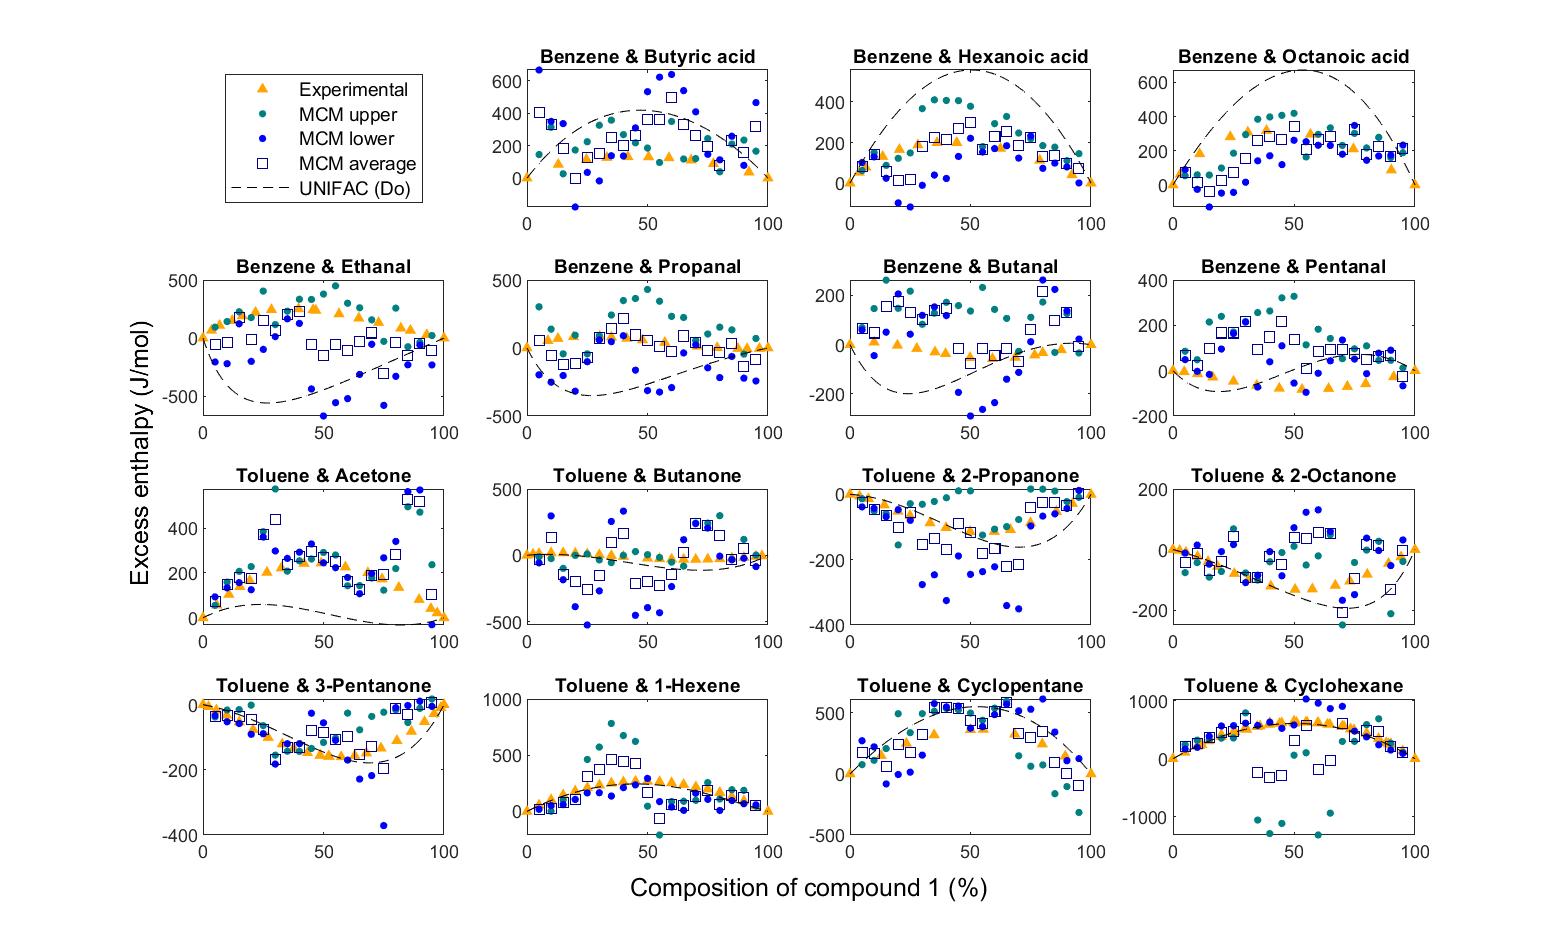 Benzene & Butyric acid
Benzene & Hexanoic acid
Benzene & Octanoic acid
Experimental
MCM upper
MCM lower
MCM average
UNIFAC (Do)
600
400
200
0
0 50 100
400
200
0
0 50 100
600
400
200
0
0 50 100
Benzene & Ethanal
Benzene & Propanal
Benzene & Butanal
Benzene & Pentanal
500
0
-500
0 50 100
500
0
-500
0 50 100
200
0
-200
0 50 100
400
200
0
-200
0 50 100
Excess enthalpy (J/mol)
Toluene & Acetone
Toluene & Butanone
Toluene & 2-Propanone
Toluene & 2-Octanone
400
200
0
0 50 100
500
0
-500
0 50 100
0
-200
-400
0 50 100
200
0
-200
0 50 100
Toluene & 3-Pentanone
Toluene & 1-Hexene
Toluene & Cyclopentane
Toluene & Cyclohexane
0
-200
-400
0 50 100
1000
500
0
0 50 100
500
0
-500
0 50 100
1000
0
-1000
0 50 100
Composition of compound 1 (%)